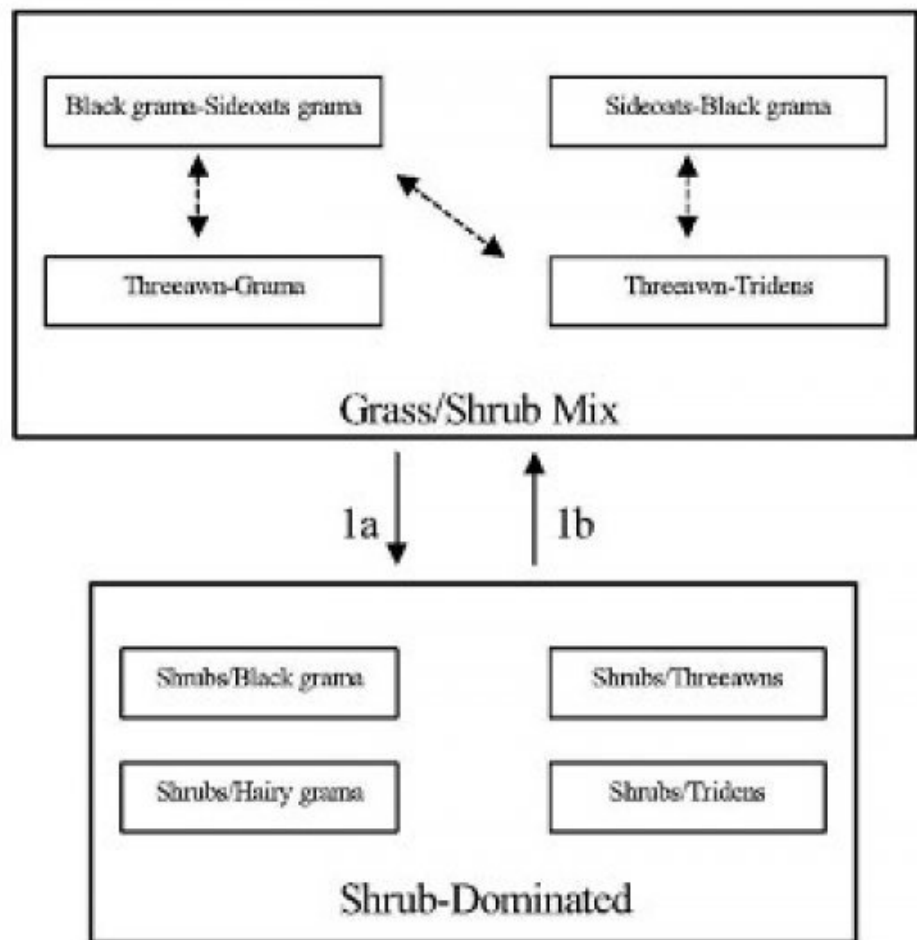 Black grama-Sideoats grama
Sideoats-Black grama
Threeawn-Grama
Threeawn-Tridens
Grass/Shrub Mix
1a
1b
Shrubs/Black grama
Shrubs/Threeawns
Shrubs/Hairy grama
Shrubs/Tridens
Shrub-Dominated